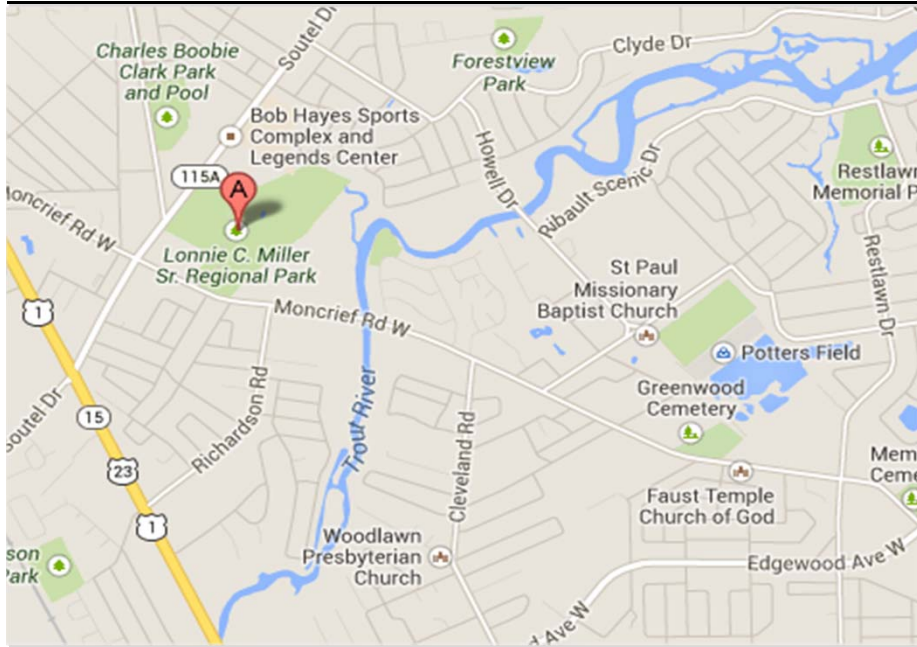 Soutel Dr
Clyde Dr
Charles Boobie
Clark Park
and Pool
Forestview
Park
Bob Hayes Sports
Complex and
Legends Center
115A
A
Howell Dr
Ribault Scenic Dr
Restlawn
Memorial P
Moncrief Rd W
Lonnie C. Miller
Sr. Regional Park
Restlawn Dr
St Paul
Missionary
Baptist Church
1
Moncrief Rd W
Potters Field
Greenwood
Cemetery
Soutel Dr
15
Richardson Rd
Trout River
Cleveland Rd
23
Mem
Ceme
Faust Temple
Church of God
1
Woodlawn
Presbyterian
Church
son
Park
Edgewood Ave W
d Ave W